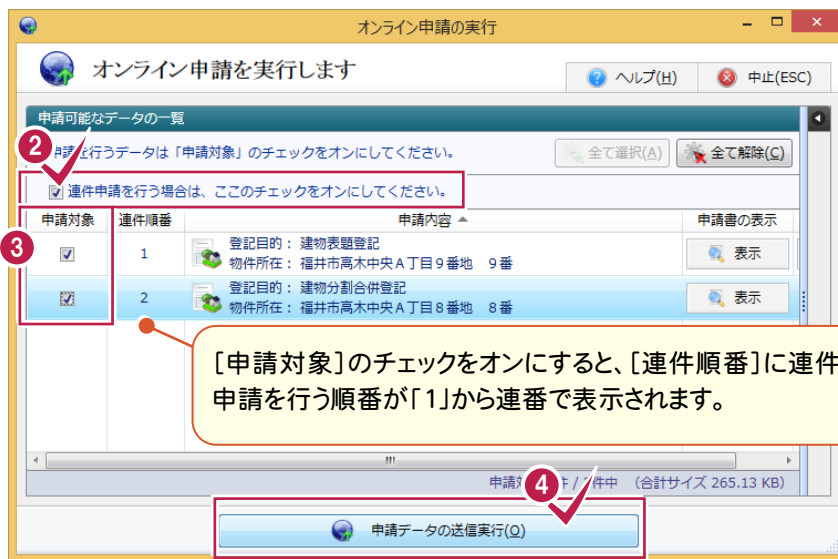 オンライン申請の実行
オンライン申請を実行します
ヘルプ(H)
中止(ESC)
申請可能なデータの一覧
2
申請を行うデータは「申請対象」のチェックをオンにしてください。
全て選択(A)
全て解除(C)
連件申請を行う場合は、ここのチェックをオンにしてください。
3
申請対象 連件順番 申請内容 申請書の表示
1
登記目的： 建物表題登記
物件所在： 福井市高木中央A丁目9番地 9番
表示
2
登記目的： 建物分割合併登記
物件所在： 福井市高木中央A丁目8番地 8番
表示
[申請対象]のチェックをオンにすると、[連件順番]に連件
申請を行う順番が「1」から連番で表示されます。
件中 (合計サイズ 265.13 KB)
4
申請データの送信実行(O)